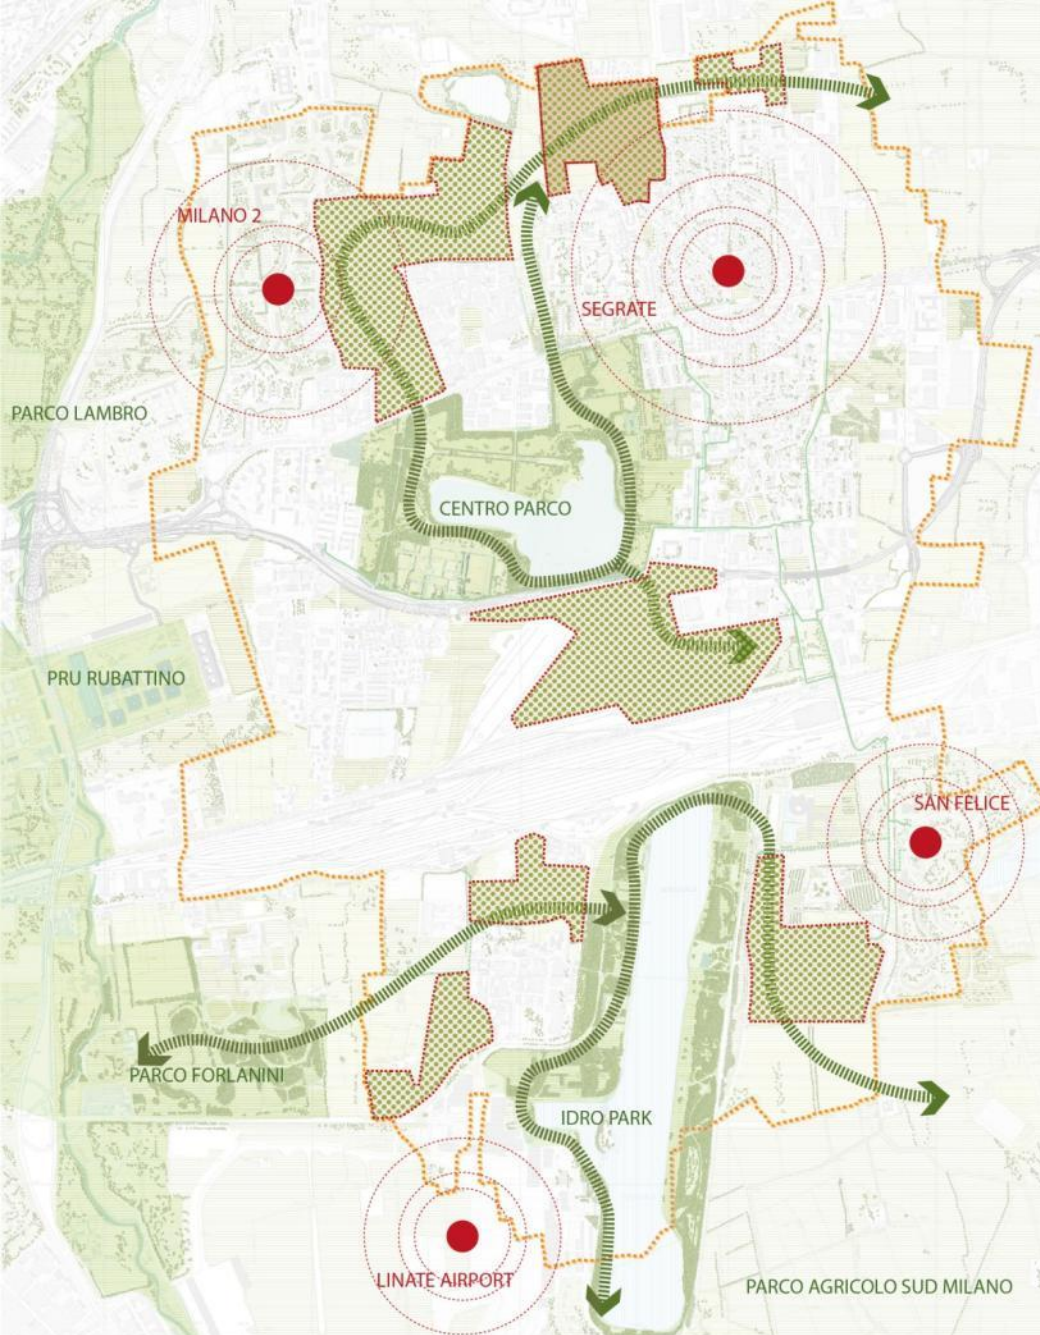 MILANO 2
SEGRATE
PARCO LAMBRO
CENTRO PARCO
PRU RUBATTINO
SAN FELICE
PARCO FORLANINI
IDRO PARK
LINATE AIRPORT
PARCO AGRICOLO SUD MILANO